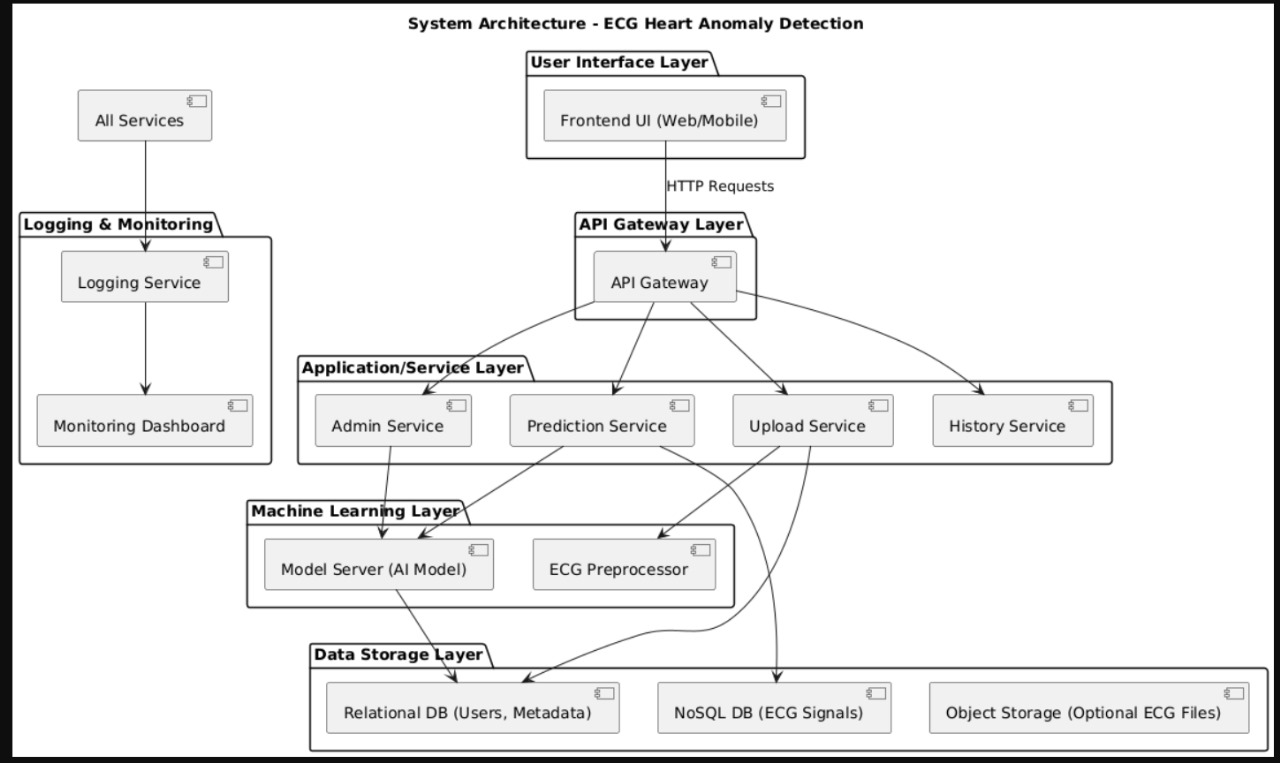 System Architecture - ECG Heart Anomaly Detection
User Interface Layer
All Services
Frontend UI (Web/Mobile)
HTTP Requests
Logging & Monitoring
API Gateway Layer
Logging Service
API Gateway
Application/Service Layer
Monitoring Dashboard
Admin Service
Prediction Service
Upload Service
History Service
Machine Learning Layer
Model Server (AI Model)
ECG Preprocessor
Data Storage Layer
Relational DB (Users, Metadata)
NoSQL DB (ECG Signals)
Object Storage (Optional ECG Files)